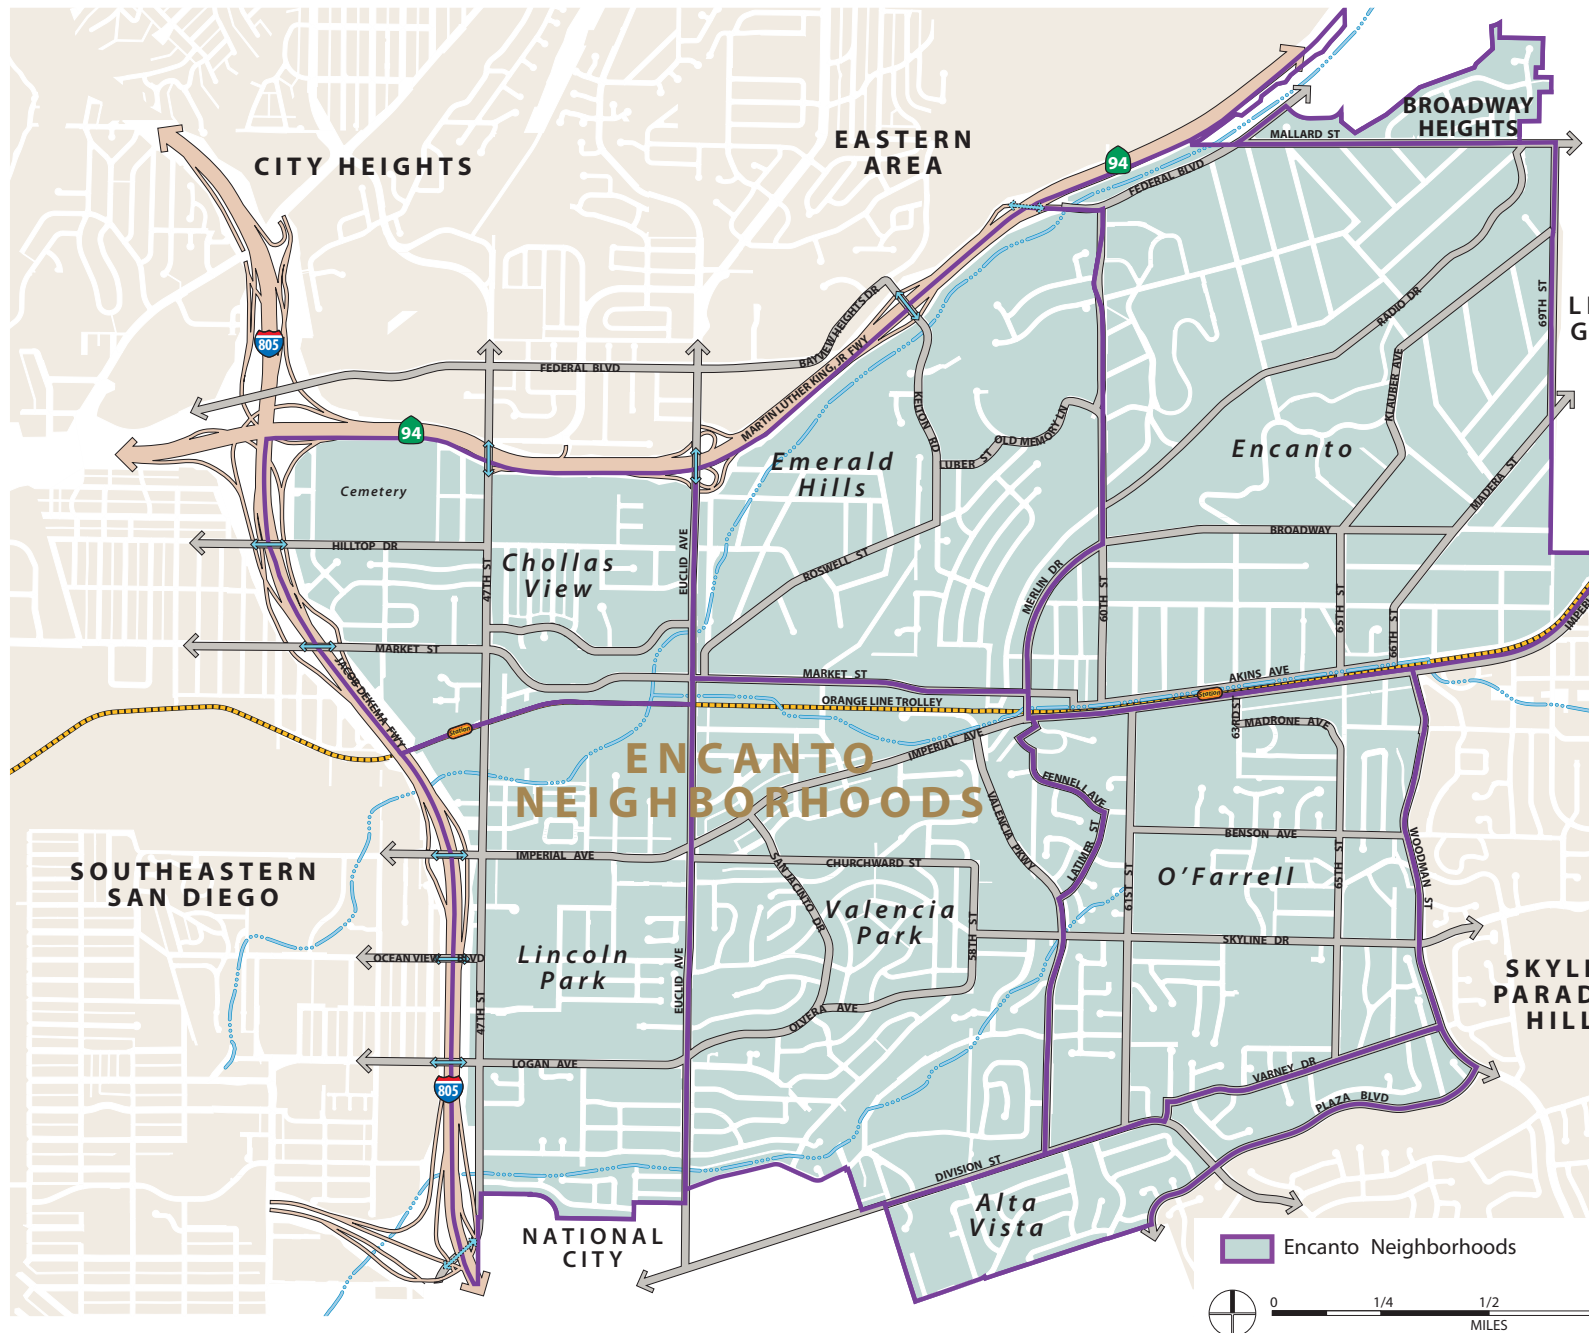 CITY HEIGHTS
EASTERN
AREA
BROADWAY
HEIGHTS
MALLARD ST
94
FEDERAL BLVD
805
FEDERAL BLVD
BAYVIEW HEIGHTS DR
MARTIN LUTHER KING, JR. FWY
RADIO DR
69TH ST
KLAUBER AVE
KELTON RD
OLD MEMORY LN
LUBER ST
94
Emerald
Hills
Encanto
Cemetery
MADERA ST
HILLTOP DR
BROADWAY
47TH ST
Chollas
View
EUCLID AVE
ROSWELL ST
MERLIN DR
60TH ST
65TH ST
66TH ST
MARKET ST
JACOB DEKEMA FWY
MARKET ST
AKINS AVE
ORANGE LINE TROLLEY
Station
Station
63RD ST
MADRONE AVE
IMPERIAL AVE
ENCANTO
NEIGHBORHOODS
FENNELL AVE
VALENCIA PKWY
LATIMER ST
BENSON AVE
WOODMAN ST
IMPERIAL AVE
CHURCHWARD ST
SAN JACINTO DR
61ST ST
65TH ST
SOUTHEASTERN
SAN DIEGO
O'Farrell
Valencia
Park
58TH ST
SKYLINE DR
OCEAN VIEW BLVD
Lincoln
Park
EUCLID AVE
47TH ST
OLVERA AVE
HILL
LOGAN AVE
805
VARNEY DR
PLAZA BLVD
DIVISION ST
Alta
Vista
NATIONAL
CITY
Encanto Neighborhoods
0 1/4 1/2
MILES